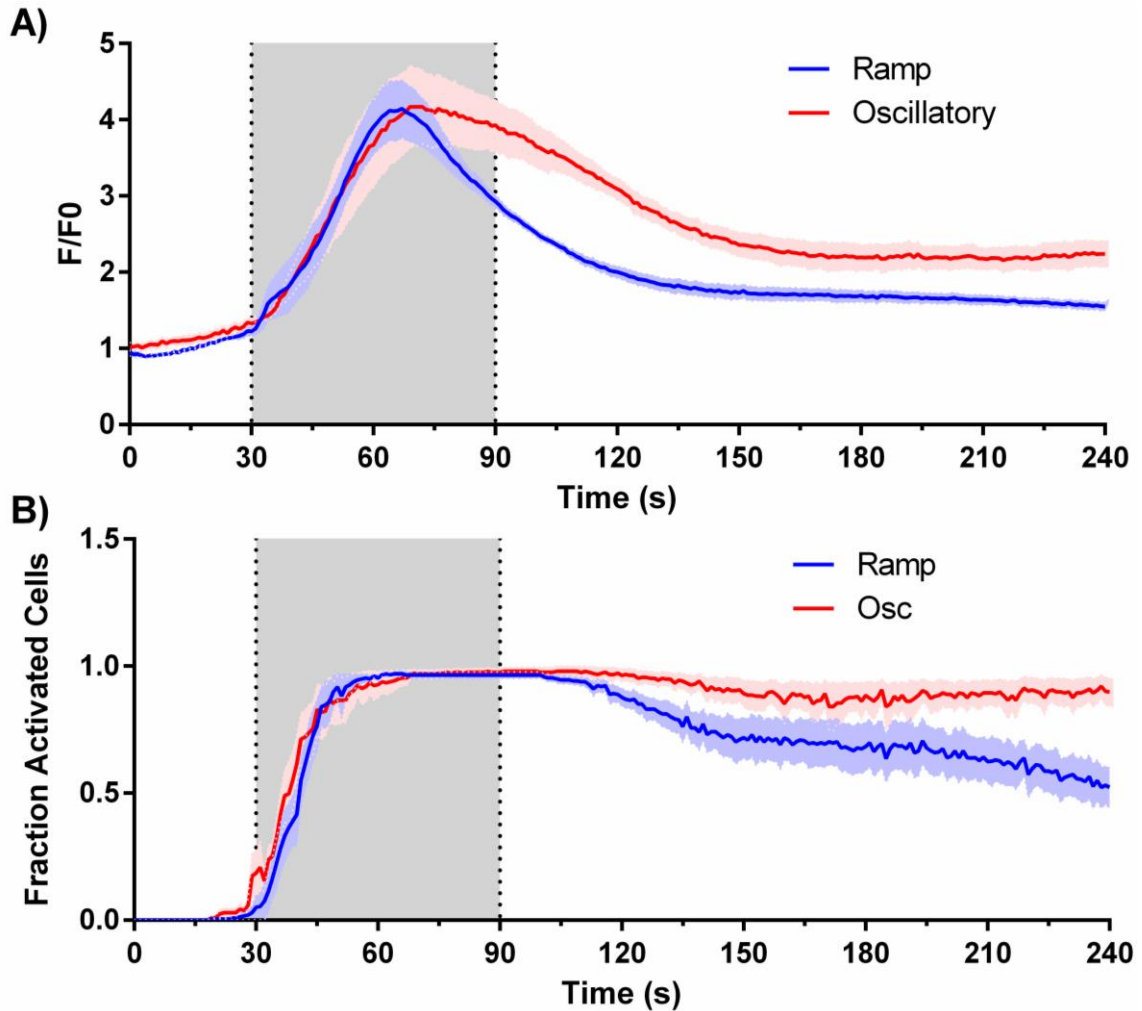 A)
Ramp
Oscillatory
F/F0
5
4
3
2
1
0
0 30 60 90 120 150 180 210 240
Time (s)
B)
Ramp
Osc
Fraction Activated Cells
1.5
1.0
0.5
0.0
0 30 60 90 120 150 180 210 240
Time (s)